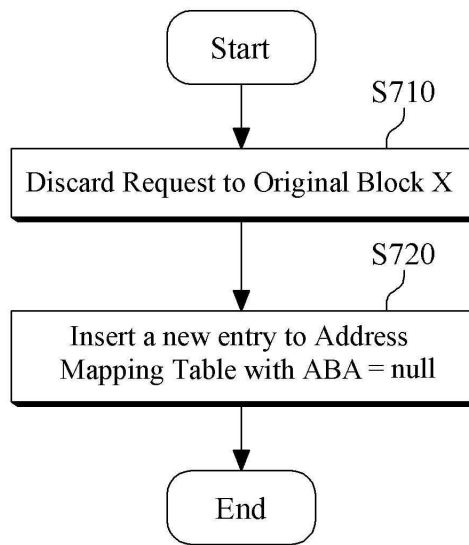 Start
S710
Discard Request to Original Block X
S720
Insert a new entry to Address
Mapping Table with ABA = null
End